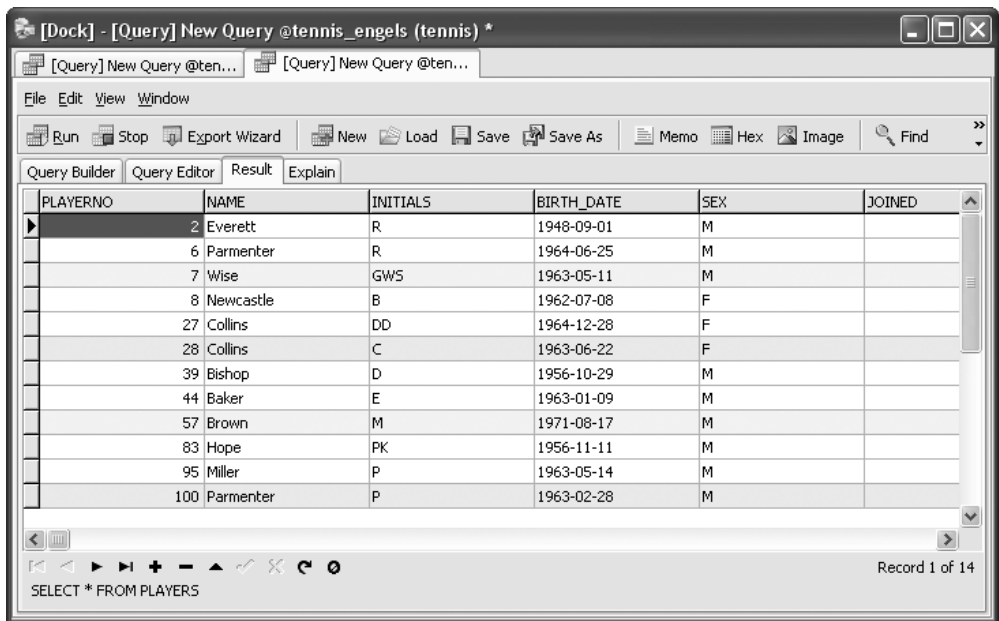 [Dock] - [Query] New Query @tennis_engels (tennis) *
[Query] New Query @ten... [Query] New Query @ten...
File Edit View Window
Run Stop Export Wizard New Load Save Save As Memo Hex Image Find »
Query Builder Query Editor Result Explain
PLAYERNO NAME INITIALS BIRTH_DATE SEX JOINED
2 Everett R 1948-09-01 M
6 Parmenter R 1964-06-25 M
7 Wise GWS 1963-05-11 M
8 Newcastle B 1962-07-08 F
27 Collins DD 1964-12-28 F
28 Collins C 1963-06-22 F
39 Bishop D 1956-10-29 M
44 Baker E 1963-01-09 M
57 Brown M 1971-08-17 M
83 Hope PK 1956-11-11 M
95 Miller P 1963-05-14 M
100 Parmenter P 1963-02-28 M
Record 1 of 14
SELECT * FROM PLAYERS